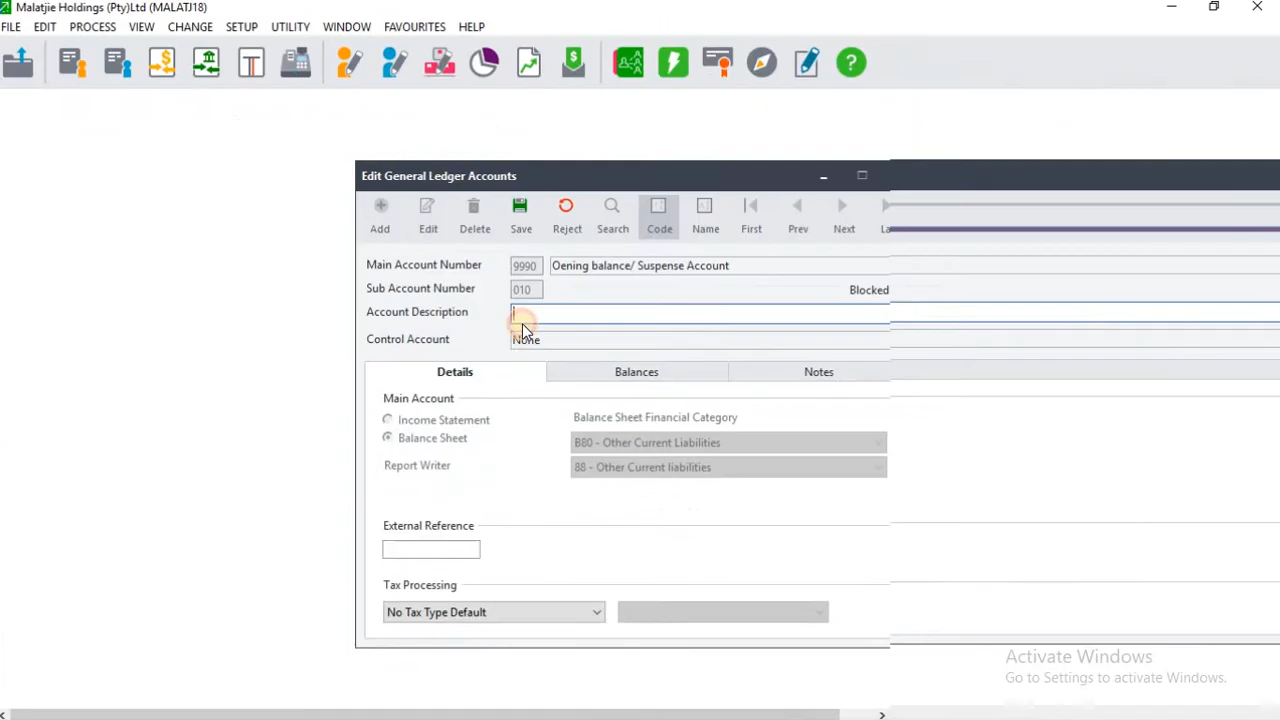 Malatjie Holdings (Pty)Ltd (MALATJ18)
FILE EDIT PROCESS VIEW CHANGE SETUP UTILITY WINDOW FAVOURITES HELP
Edit General Ledger Accounts
Add Edit Delete Save Reject Search Code Name First Prev Next La
Main Account Number 9990 Oening balance/ Suspense Account
Sub Account Number 010 Blocked
Account Description
Control Account None
Details Balances Notes
Main Account
Income Statement Balance Sheet Financial Category
Balance Sheet B80 - Other Current Liabilities
Report Writer 88 - Other Current liabilities
External Reference
Tax Processing
No Tax Type Default
Activate Windows
Go to Settings to activate Windows.